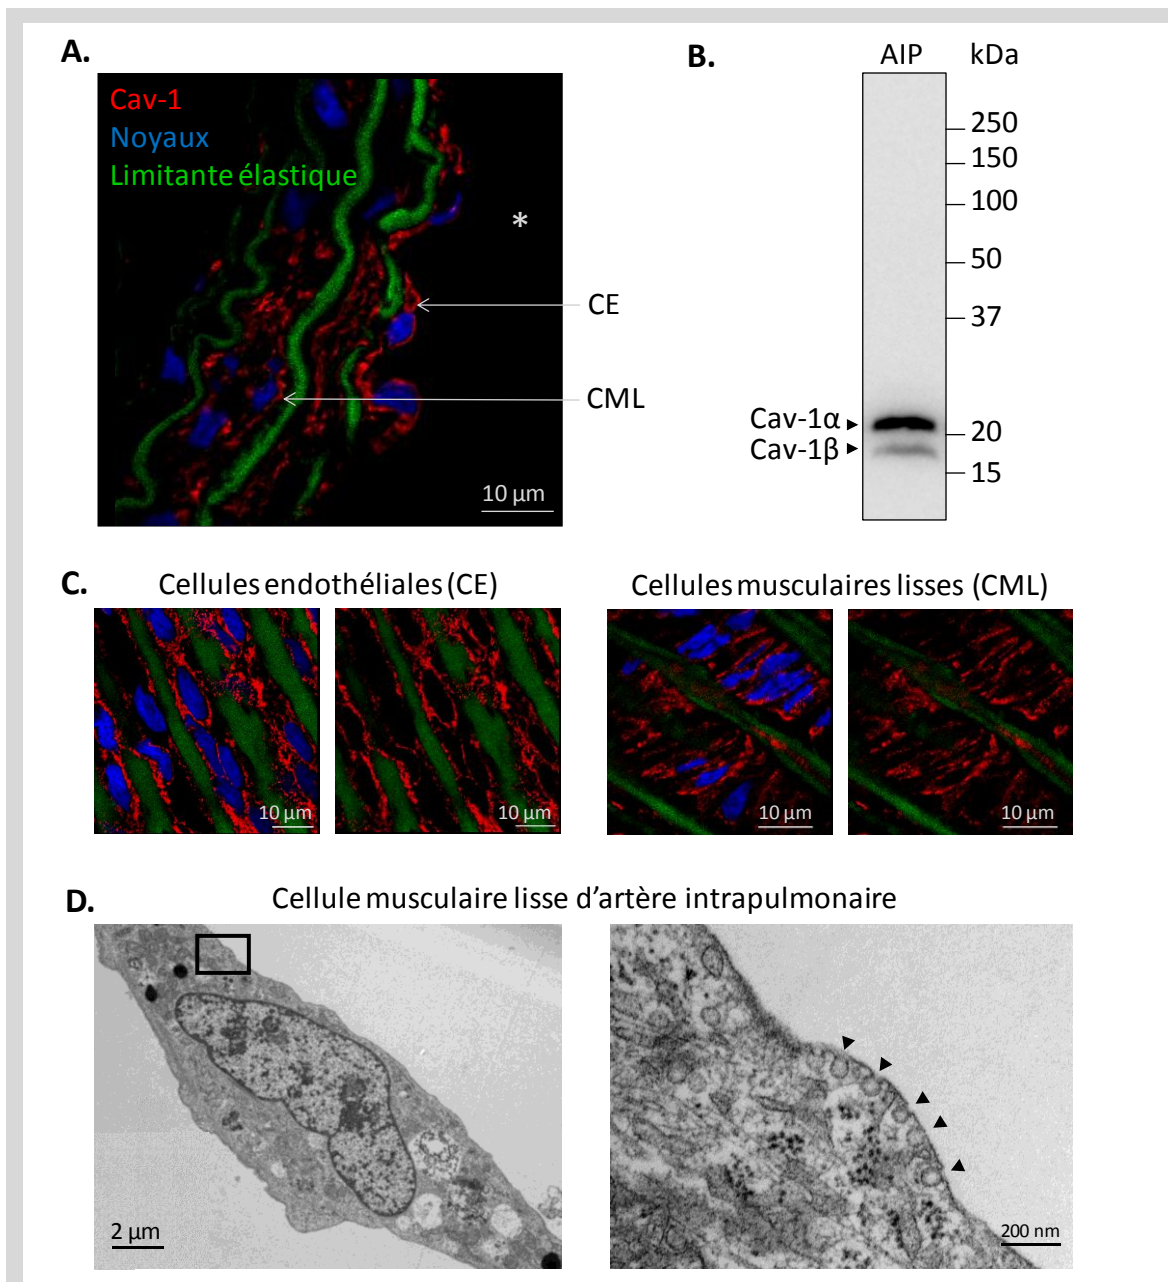 A.
Cav-1
Noyaux
Limitante élastique
*
CE
CML
10 µm
B.
AIP kDa
250
150
100
50
37
Cav-1α
20
Cav-1β
15
C.
Cellules endothéliales (CE)
Cellules musculaires lisses (CML)
10 µm
10 µm
10 µm
10 µm
D.
Cellule musculaire lisse d’artère intrapulmonaire
2 µm
200 nm